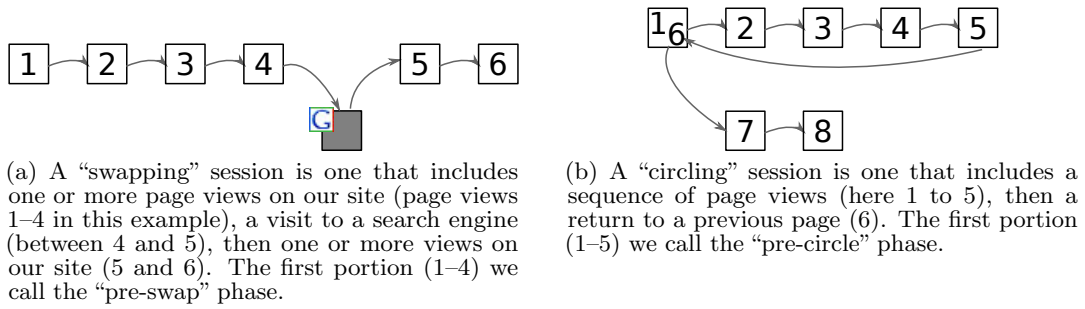 1 2 3 4 5 6
G
(a) A “swapping” session is one that includes
one or more page views on our site (page views
1–4 in this example), a visit to a search engine
(between 4 and 5), then one or more views on
our site (5 and 6). The first portion (1–4) we
call the “pre-swap” phase.
1 6 2 3 4 5
7 8
(b) A “circling” session is one that includes a
sequence of page views (here 1 to 5), then a
return to a previous page (6). The first portion
(1–5) we call the “pre-circle” phase.